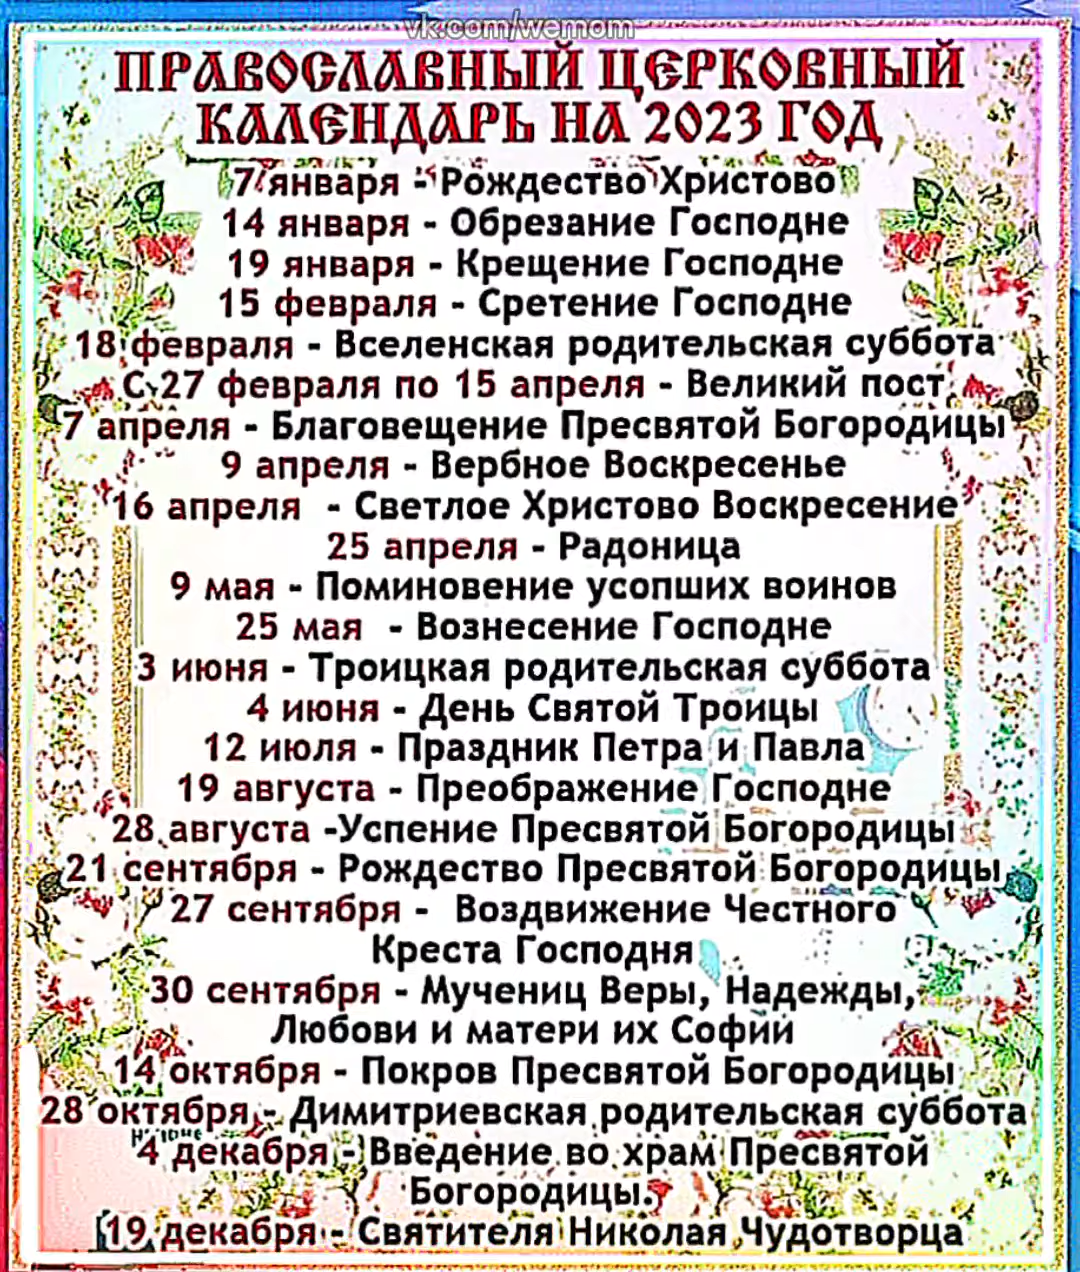 vk.com/wemom
ПРАВОСЛАВНЫЙ ЦЕРКОВНЫЙ
КАЛЕНДАРЬ НА 2023 ГОД
7 января - Рождество Христово
14 января - Обрезание Господне
19 января - Крещение Господне
15 февраля - Сретение Господне
18 февраля - Вселенская родительская суббота
С 27 февраля по 15 апреля - Великий пост
7 апреля - Благовещение Пресвятой Богородицы
9 апреля - Вербное Воскресенье
16 апреля - Светлое Христово Воскресение
25 апреля - Радоница
9 мая - Поминовение усопших воинов
25 мая - Вознесение Господне
3 июня - Троицкая родительская суббота
4 июня - День Святой Троицы
12 июля - Праздник Петра и Павла
19 августа - Преображение Господне
28 августа -Успение Пресвятой Богородицы
21 сентября - Рождество Пресвятой Богородицы
27 сентября - Воздвижение Честного
Креста Господня
30 сентября - Мучениц Веры, Надежды,
Любови и матери их Софии
14 октября - Покров Пресвятой Богородицы
28 октября - Димитриевская родительская суббота
4 декабря - Введение во храм Пресвятой
Богородицы.
19 декабря - Святителя Николая Чудотворца